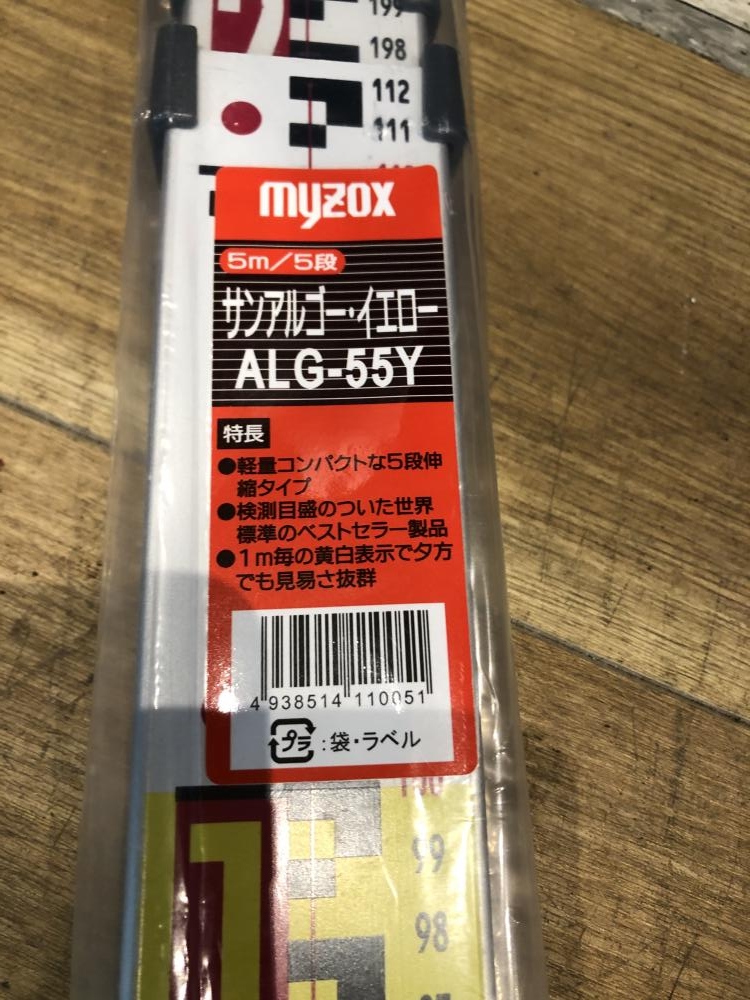 199
198
112
111
myzox
5m/5段
サンアルゴー・イエロー
ALG-55Y
特長
●軽量コンパクトな5段伸
縮タイプ
●検測目盛のついた世界
標準のベストセラー製品
●1m毎の黄白表示で夕方
でも見易さ抜群
4 938514 110051
プラ:袋・ラベル
1
99
98